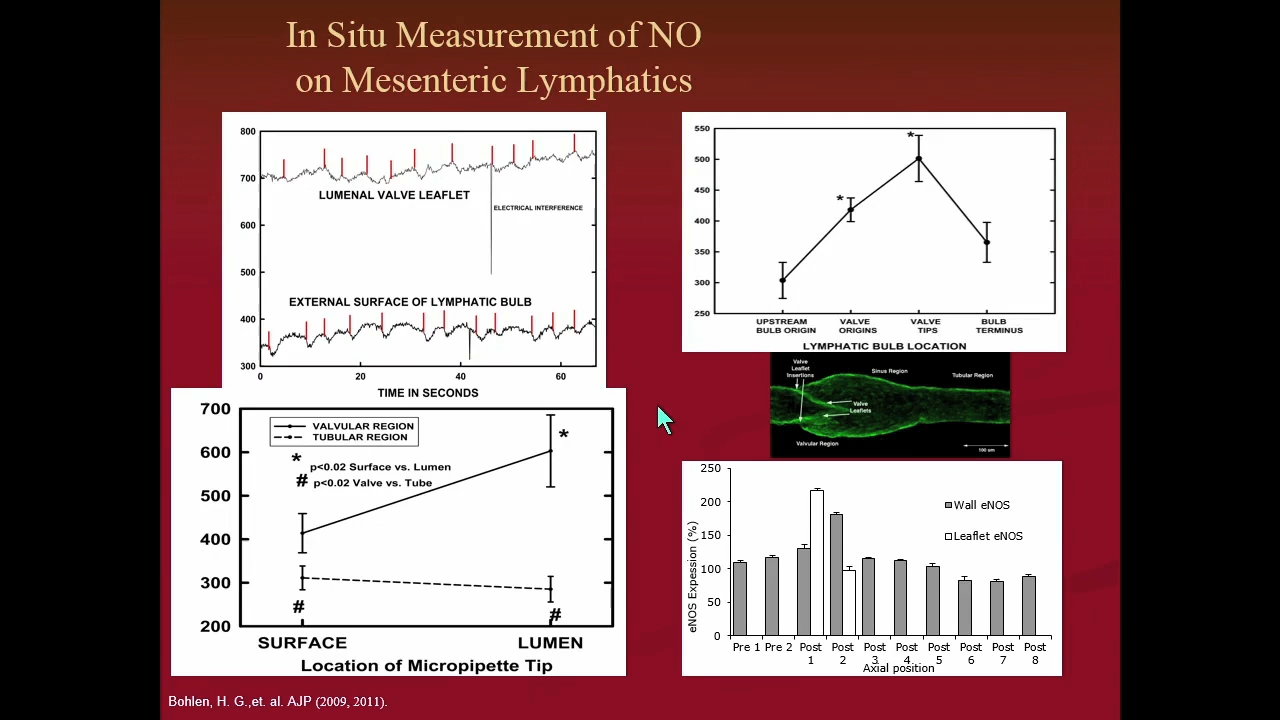 In Situ Measurement of NO
on Mesenteric Lymphatics
800
700
600
500
400
300
LUMENAL VALVE LEAFLET
ELECTRICAL INTERFERENCE
EXTERNAL SURFACE OF LYMPHATIC BULB
0 20 40 60
TIME IN SECONDS
550
500
450
400
350
300
250
*
*
UPSTREAM BULB ORIGIN
VALVE ORIGINS
VALVE TIPS
BULB TERMINUS
LYMPHATIC BULB LOCATION
700
600
500
400
300
200
VALVULAR REGION
TUBULAR REGION
* p<0.02 Surface vs. Lumen
# p<0.02 Valve vs. Tube
*
#
#
SURFACE LUMEN
Location of Micropipette Tip
Valve
Leaflet
Insertions
Sinus Region
Tubular Region
Valve
Leaflets
Valvular Region
100 um
250
200
150
100
50
0
eNOS Expession (%)
Wall eNOS
Leaflet eNOS
Pre 1 Pre 2 Post 1 Post 2 Post 3 Post 4 Post 5 Post 6 Post 7 Post 8
Axial position
Bohlen, H. G.,et. al. AJP (2009, 2011).